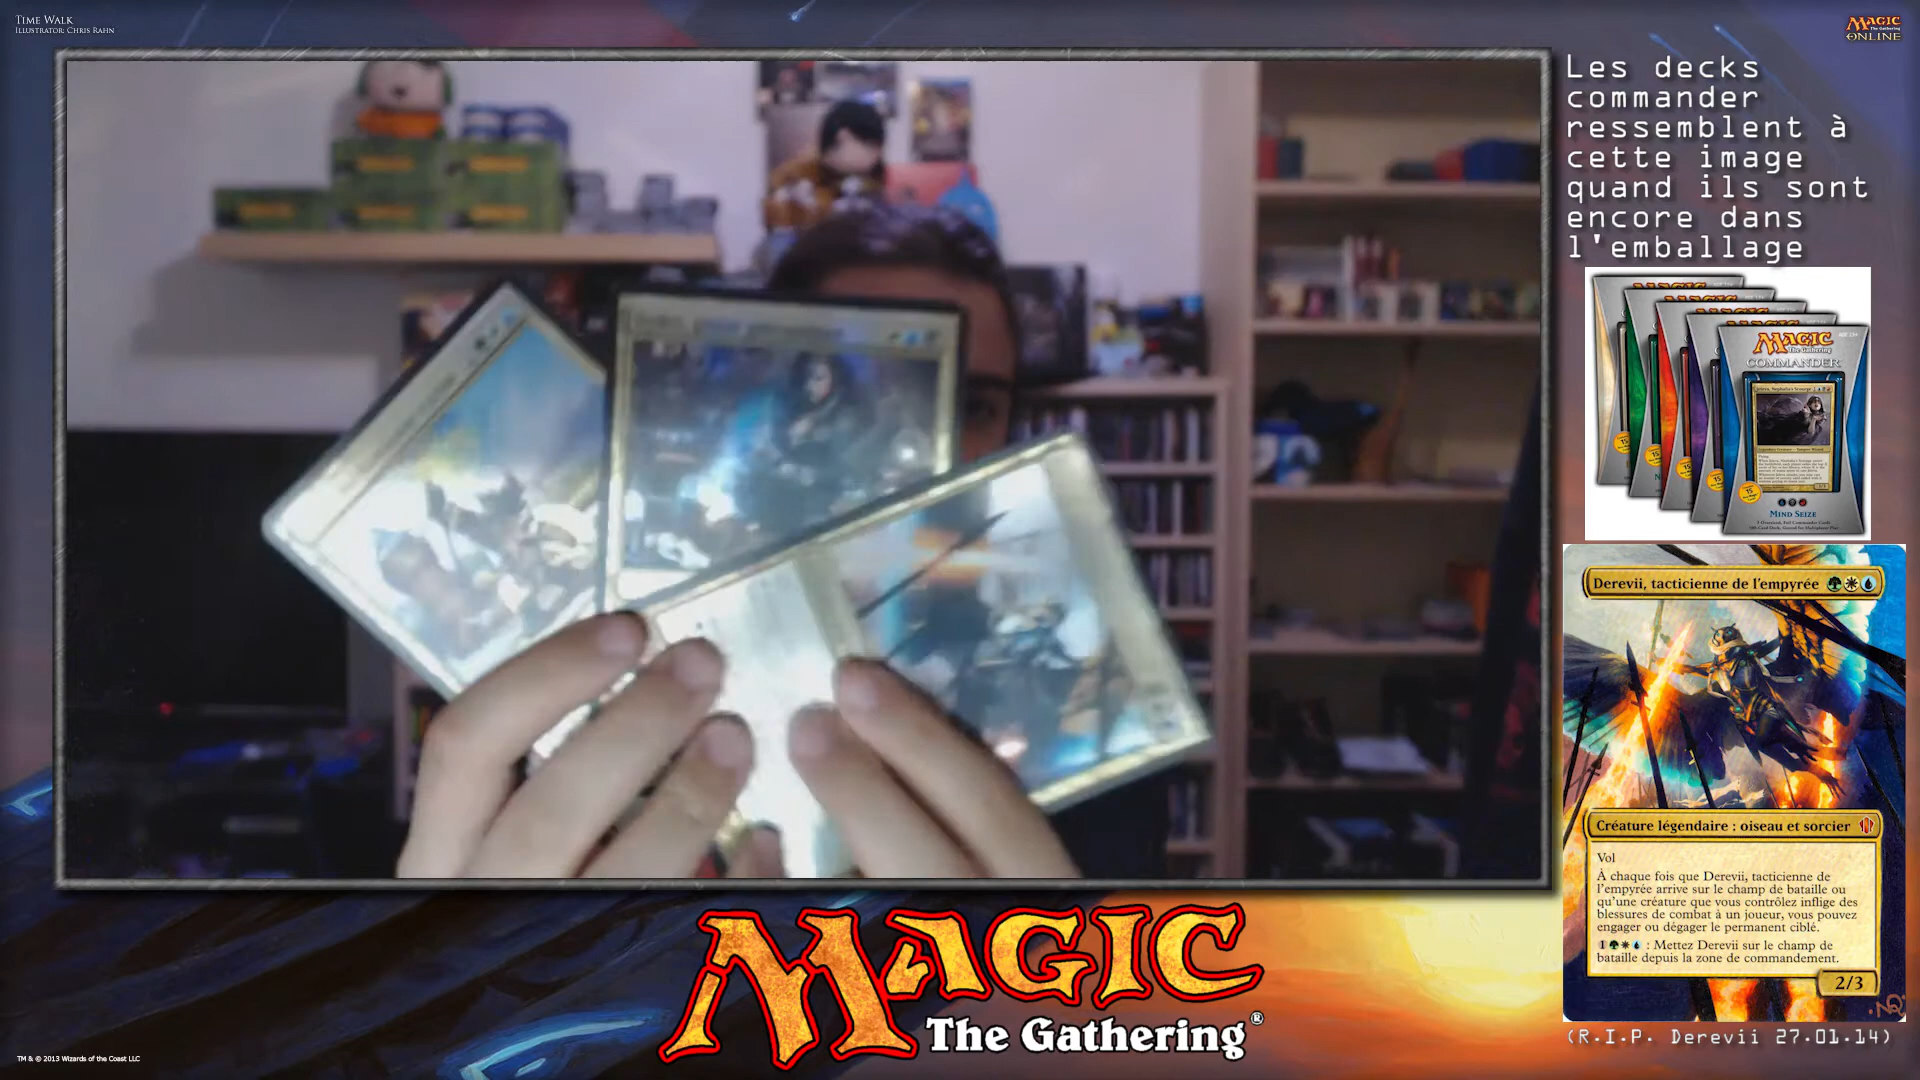 TIME WALK
ILLUSTRATOR: CHRIS RAHN
MAGIC
The Gathering
ONLINE
Les decks
commander
ressemblent à
cette image
quand ils sont
encore dans
l'emballage
MAGIC
The Gathering
COMMANDER
MIND SEIZE
Derevii, tacticienne de l'empyrée
Créature légendaire : oiseau et sorcier
Vol
À chaque fois que Derevii, tacticienne de
l'empyrée arrive sur le champ de bataille ou
qu'une créature que vous contrôlez inflige des
blessures de combat à un joueur, vous pouvez
engager ou dégager le permanent ciblé.
1 : Mettez Derevii sur le champ de
bataille depuis la zone de commandement.
2/3
(R.I.P. Derevii 27.01.14)
MAGIC
The Gathering®
TM & © 2013 Wizards of the Coast LLC